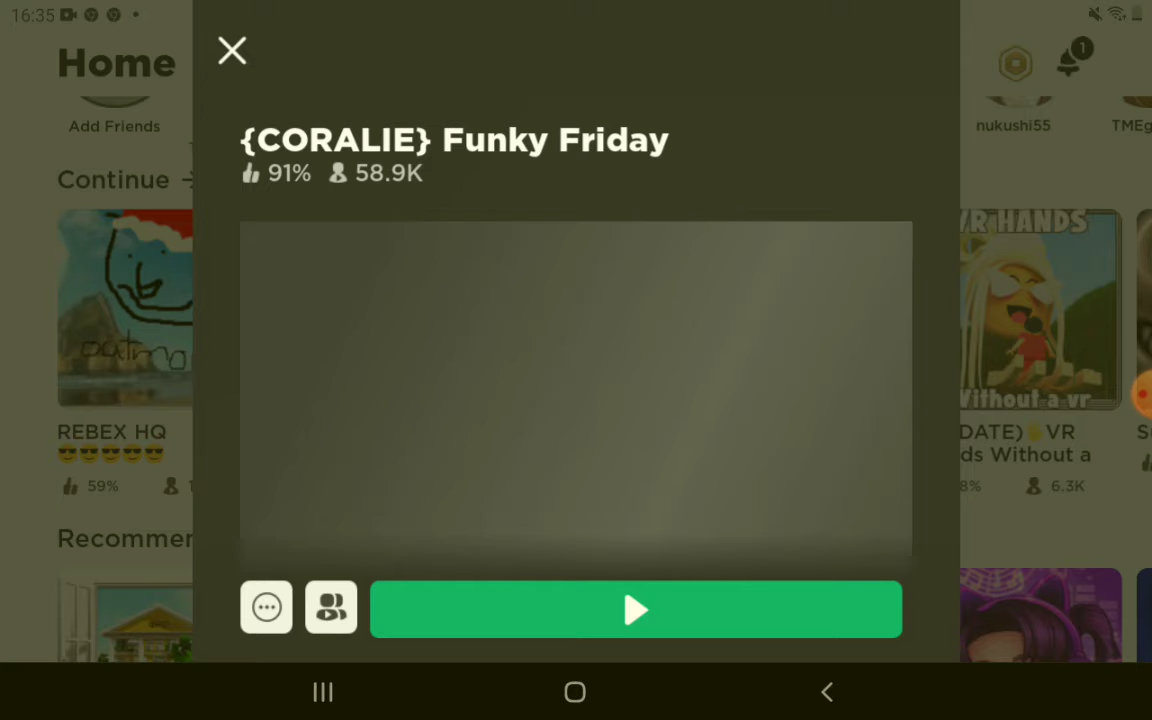 16:35
Home
1
Add Friends
nukushi55
{CORALIE} Funky Friday
91% 58.9K
Continue →
VR HANDS
Without a vr
outmo
REBEX HQ
😎😎😎😎😎
59%
DATE)✋VR
ds Without a
8% 6.3K
Recommen